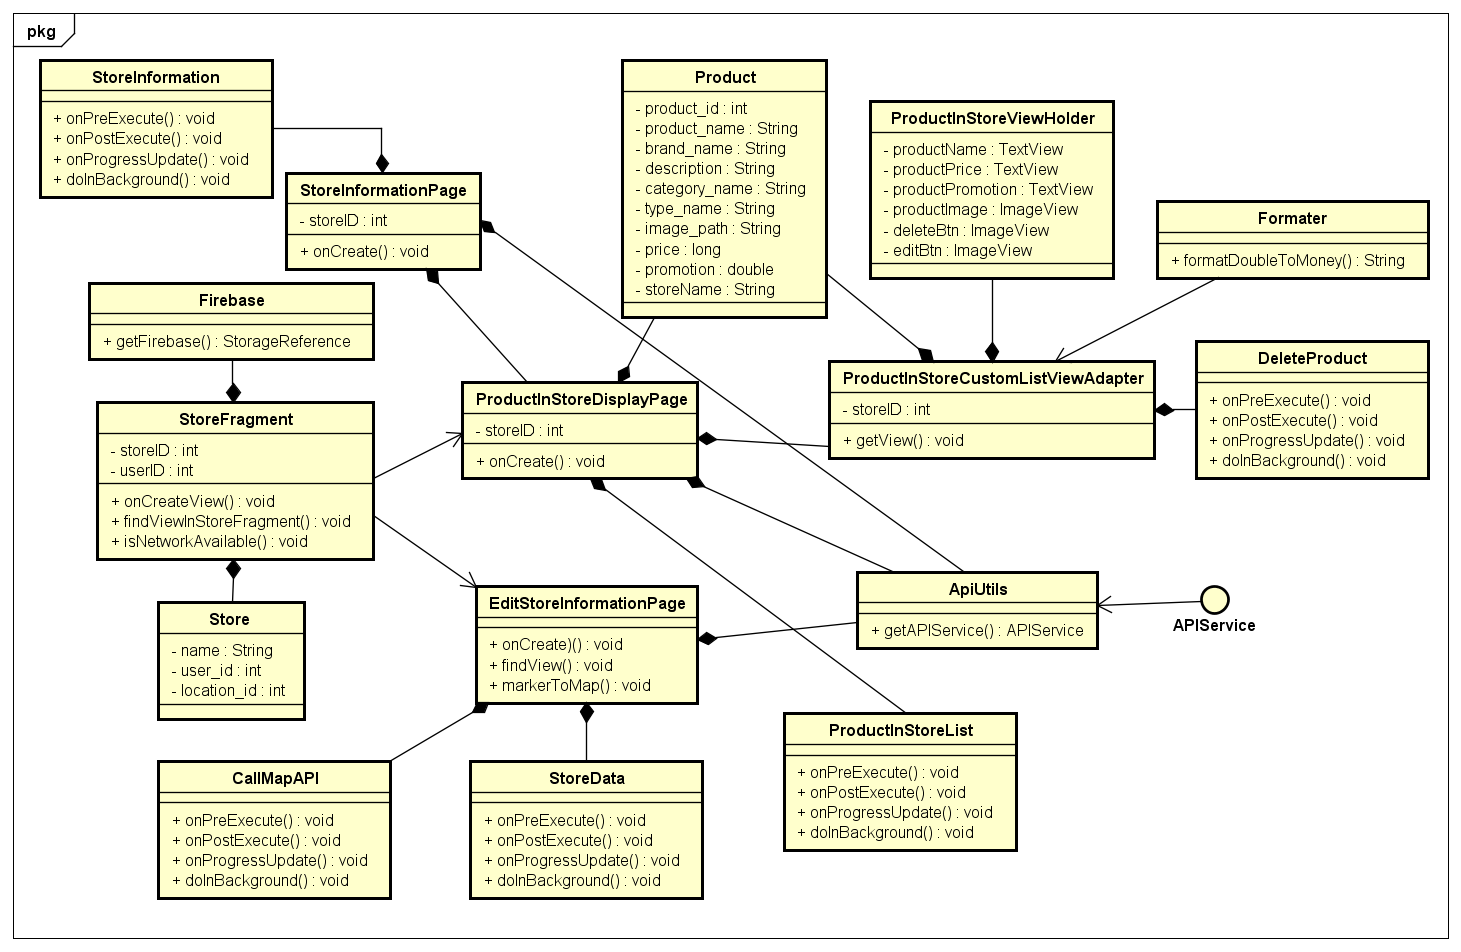 pkg
StoreInformation
+ onPreExecute() : void
+ onPostExecute() : void
+ onProgressUpdate() : void
+ doInBackground() : void
StoreInformationPage
- storeID : int
+ onCreate() : void
Product
- product_id : int
- product_name : String
- brand_name : String
- description : String
- category_name : String
- type_name : String
- image_path : String
- price : long
- promotion : double
- storeName : String
ProductInStoreViewHolder
- productName : TextView
- productPrice : TextView
- productPromotion : TextView
- productImage : ImageView
- deleteBtn : ImageView
- editBtn : ImageView
Formater
+ formatDoubleToMoney() : String
Firebase
+ getFirebase() : StorageReference
StoreFragment
- storeID : int
- userID : int
+ onCreateView() : void
+ findViewInStoreFragment() : void
+ isNetworkAvailable() : void
ProductInStoreDisplayPage
- storeID : int
+ onCreate() : void
ProductInStoreCustomListViewAdapter
- storeID : int
+ getView() : void
DeleteProduct
+ onPreExecute() : void
+ onPostExecute() : void
+ onProgressUpdate() : void
+ doInBackground() : void
Store
- name : String
- user_id : int
- location_id : int
EditStoreInformationPage
+ onCreate)() : void
+ findView() : void
+ markerToMap() : void
ApiUtils
+ getAPIService() : APIService
APIService
CallMapAPI
+ onPreExecute() : void
+ onPostExecute() : void
+ onProgressUpdate() : void
+ doInBackground() : void
StoreData
+ onPreExecute() : void
+ onPostExecute() : void
+ onProgressUpdate() : void
+ doInBackground() : void
ProductInStoreList
+ onPreExecute() : void
+ onPostExecute() : void
+ onProgressUpdate() : void
+ doInBackground() : void